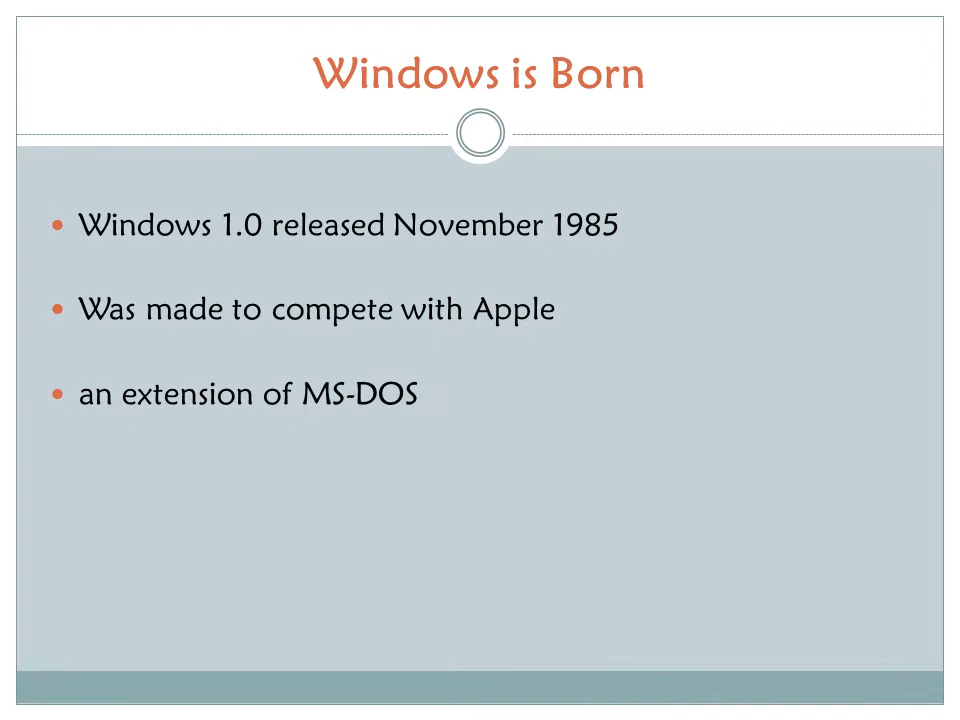 Windows is Born
• Windows 1.0 released November 1985
• Was made to compete with Apple
• an extension of MS-DOS